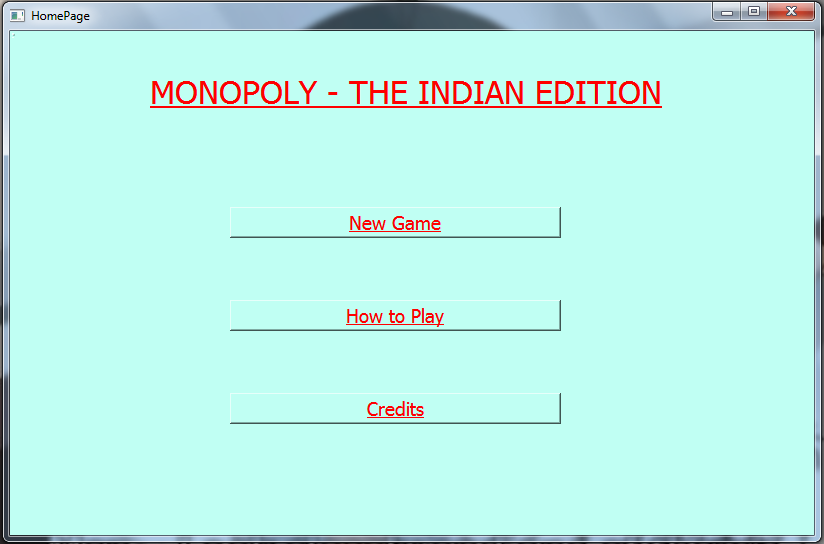 HomePage
MONOPOLY - THE INDIAN EDITION
New Game
How to Play
Credits